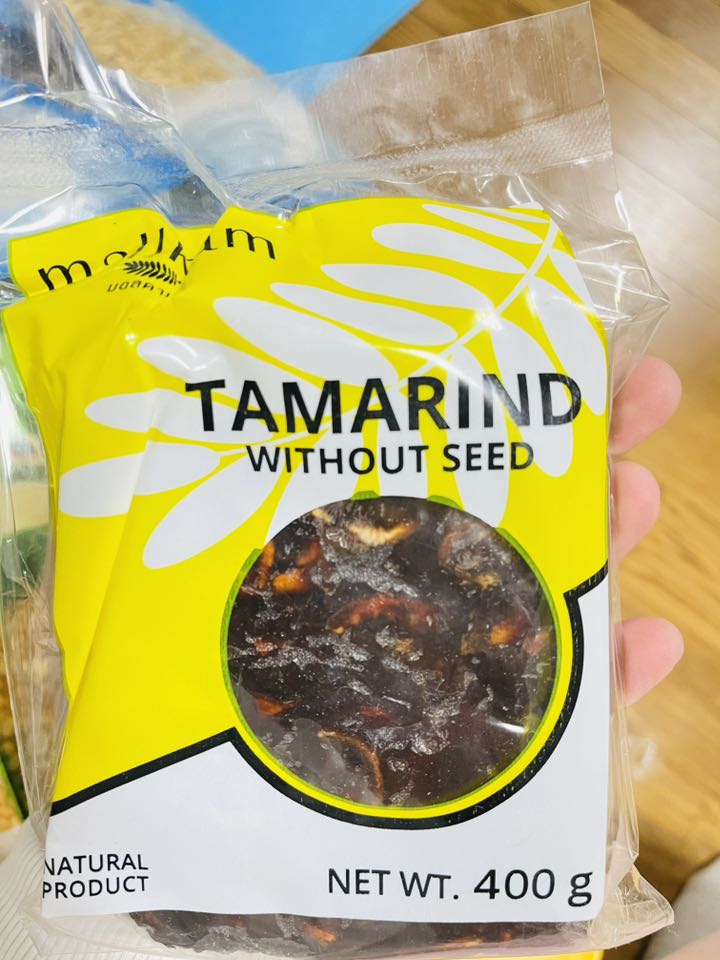 TAMARIND
WITHOUT SEED
NATURAL
PRODUCT
NET WT. 400 g